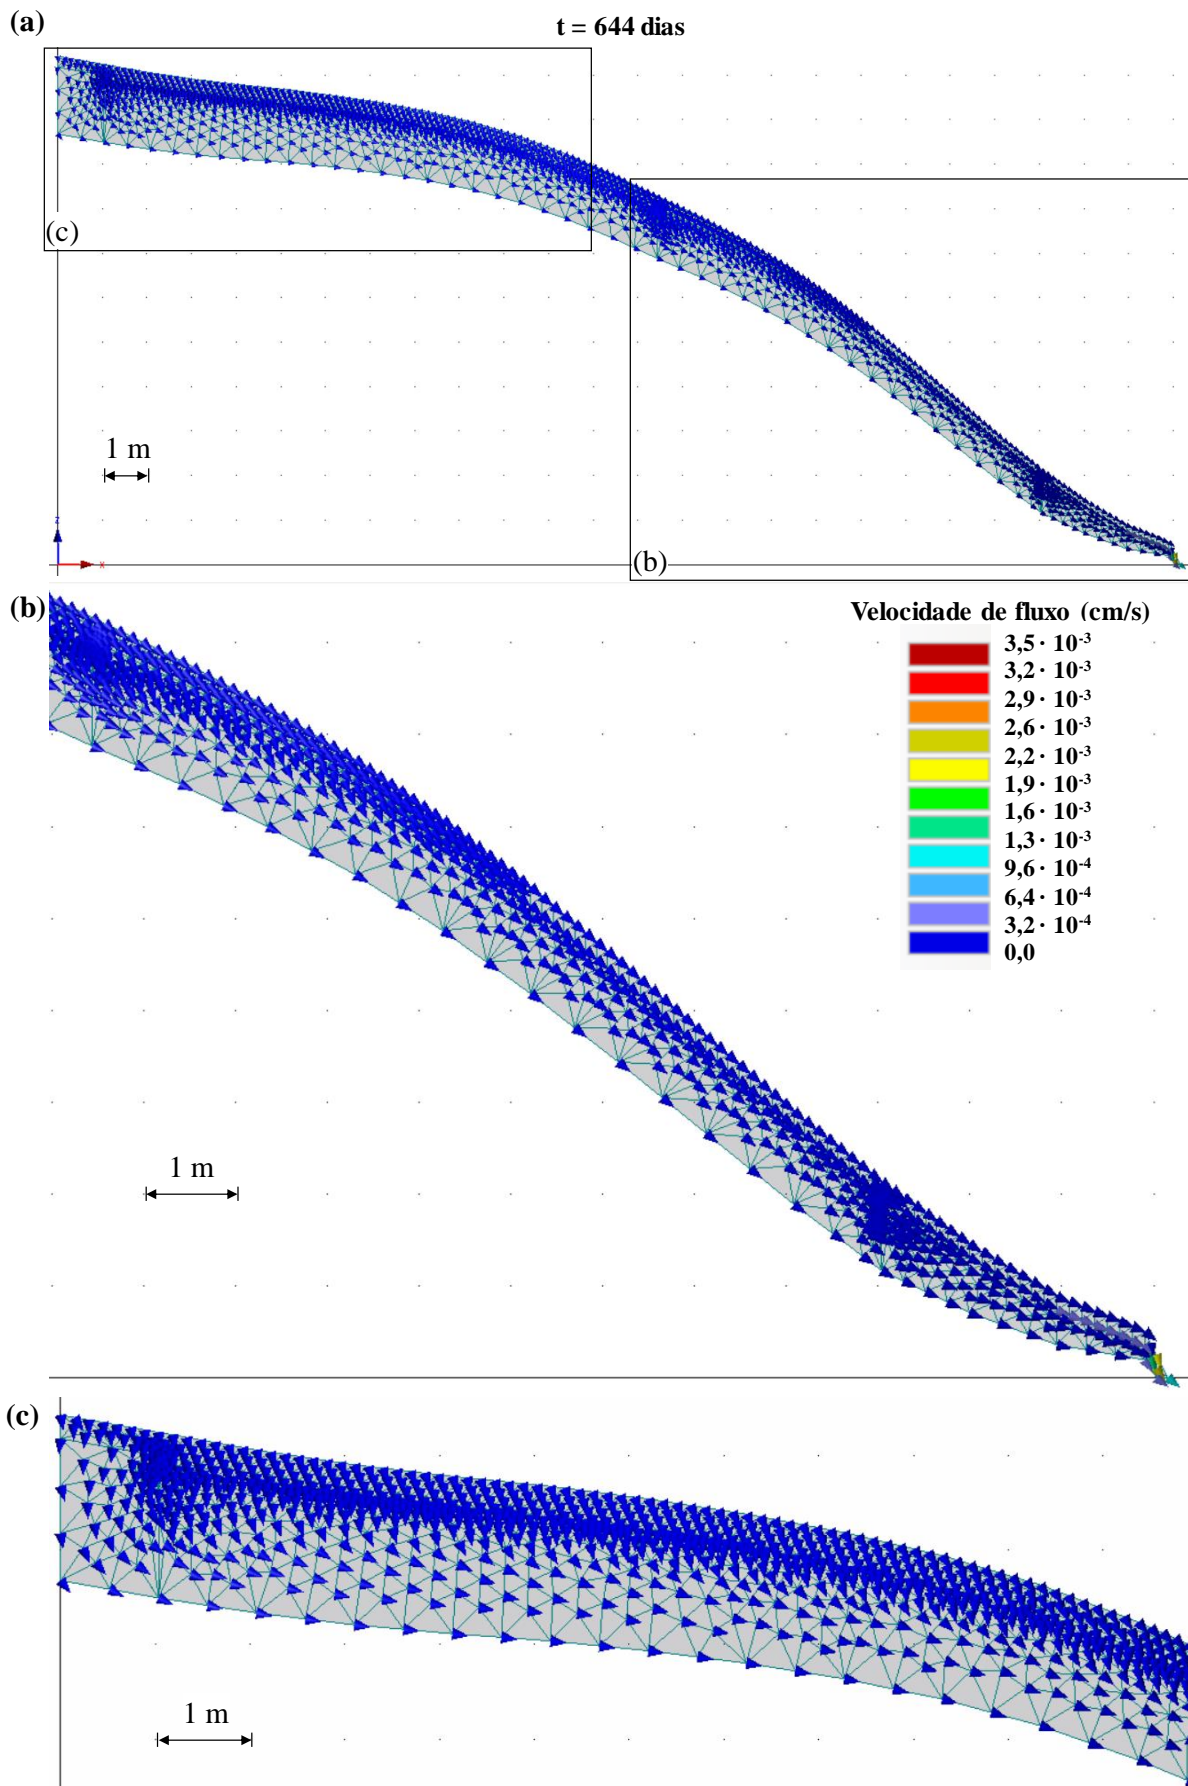 (a)
t = 644 dias
(c)
1 m
z
x
(b)
(b)
Velocidade de fluxo (cm/s)
3,5 · 10-3
3,2 · 10-3
2,9 · 10-3
2,6 · 10-3
2,2 · 10-3
1,9 · 10-3
1,6 · 10-3
1,3 · 10-3
9,6 · 10-4
6,4 · 10-4
3,2 · 10-4
0,0
1 m
(c)
1 m